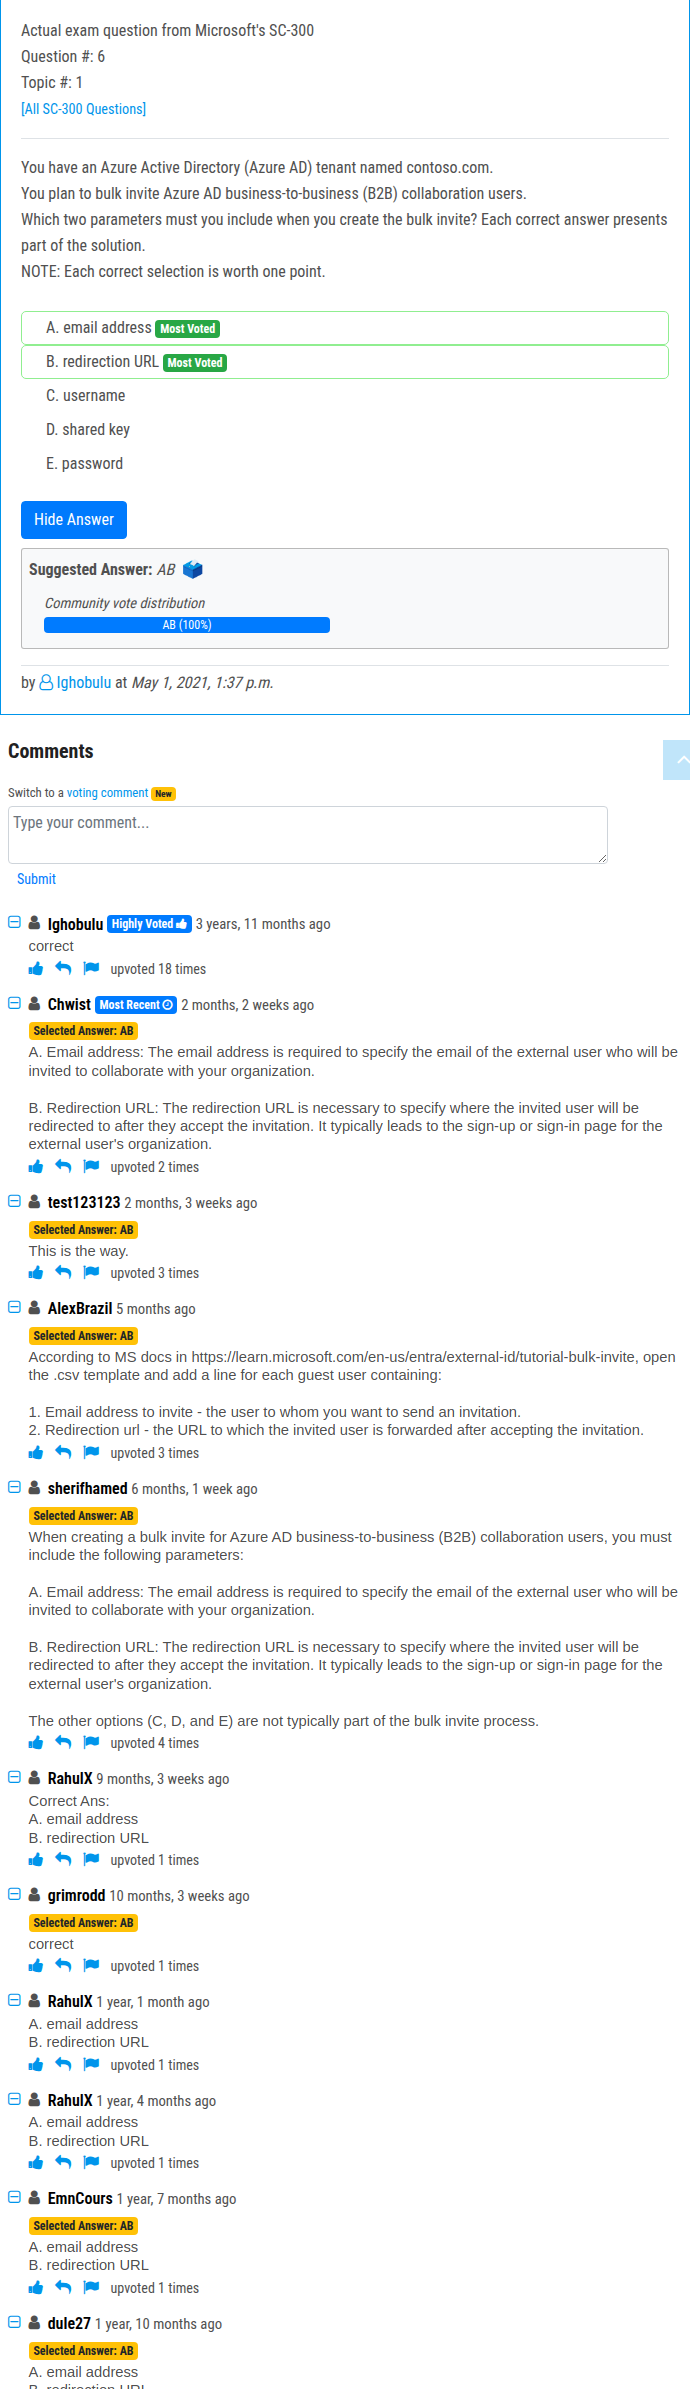 Actual exam question from Microsoft's SC-300
Question #: 6
Topic #: 1
[All SC-300 Questions]
You have an Azure Active Directory (Azure AD) tenant named contoso.com.
You plan to bulk invite Azure AD business-to-business (B2B) collaboration users.
Which two parameters must you include when you create the bulk invite? Each correct answer presents
part of the solution.
NOTE: Each correct selection is worth one point.
A. email address Most Voted
B. redirection URL Most Voted
C. username
D. shared key
E. password
Hide Answer
Suggested Answer: AB
Community vote distribution
AB (100%)
by Ighobulu at May 1, 2021, 1:37 p.m.
Comments
Switch to a voting comment New
Type your comment...
Submit
Ighobulu Highly Voted 3 years, 11 months ago
correct
upvoted 18 times
Chwist Most Recent 2 months, 2 weeks ago
Selected Answer: AB
A. Email address: The email address is required to specify the email of the external user who will be
invited to collaborate with your organization.
B. Redirection URL: The redirection URL is necessary to specify where the invited user will be
redirected to after they accept the invitation. It typically leads to the sign-up or sign-in page for the
external user's organization.
upvoted 2 times
test123123 2 months, 3 weeks ago
Selected Answer: AB
This is the way.
upvoted 3 times
AlexBrazil 5 months ago
Selected Answer: AB
According to MS docs in https://learn.microsoft.com/en-us/entra/external-id/tutorial-bulk-invite, open
the .csv template and add a line for each guest user containing:
1. Email address to invite - the user to whom you want to send an invitation.
2. Redirection url - the URL to which the invited user is forwarded after accepting the invitation.
upvoted 3 times
sherifhamed 6 months, 1 week ago
Selected Answer: AB
When creating a bulk invite for Azure AD business-to-business (B2B) collaboration users, you must
include the following parameters:
A. Email address: The email address is required to specify the email of the external user who will be
invited to collaborate with your organization.
B. Redirection URL: The redirection URL is necessary to specify where the invited user will be
redirected to after they accept the invitation. It typically leads to the sign-up or sign-in page for the
external user's organization.
The other options (C, D, and E) are not typically part of the bulk invite process.
upvoted 4 times
RahulX 9 months, 3 weeks ago
Correct Ans:
A. email address
B. redirection URL
upvoted 1 times
grimrodd 10 months, 3 weeks ago
Selected Answer: AB
correct
upvoted 1 times
RahulX 1 year, 1 month ago
A. email address
B. redirection URL
upvoted 1 times
RahulX 1 year, 4 months ago
A. email address
B. redirection URL
upvoted 1 times
EmnCours 1 year, 7 months ago
Selected Answer: AB
A. email address
B. redirection URL
upvoted 1 times
dule27 1 year, 10 months ago
Selected Answer: AB
A. email address
B. redirection URL